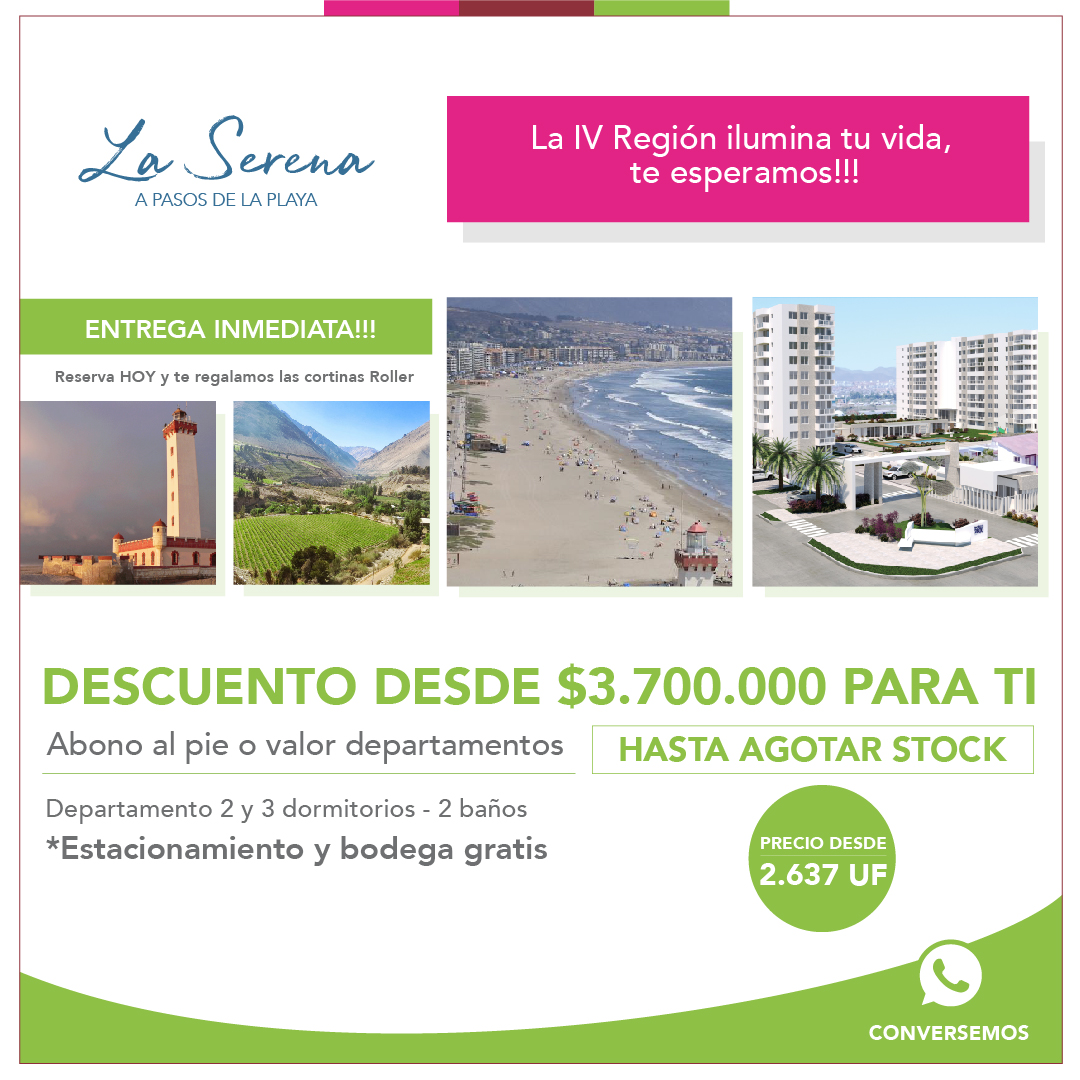 La Serena
A PASOS DE LA PLAYA
La IV Región ilumina tu vida,
te esperamos!!!
ENTREGA INMEDIATA!!!
Reserva HOY y te regalamos las cortinas Roller
DESCUENTO DESDE $3.700.000 PARA TI
Abono al pie o valor departamentos
HASTA AGOTAR STOCK
Departamento 2 y 3 dormitorios - 2 baños
*Estacionamiento y bodega gratis
PRECIO DESDE
2.637 UF
CONVERSEMOS